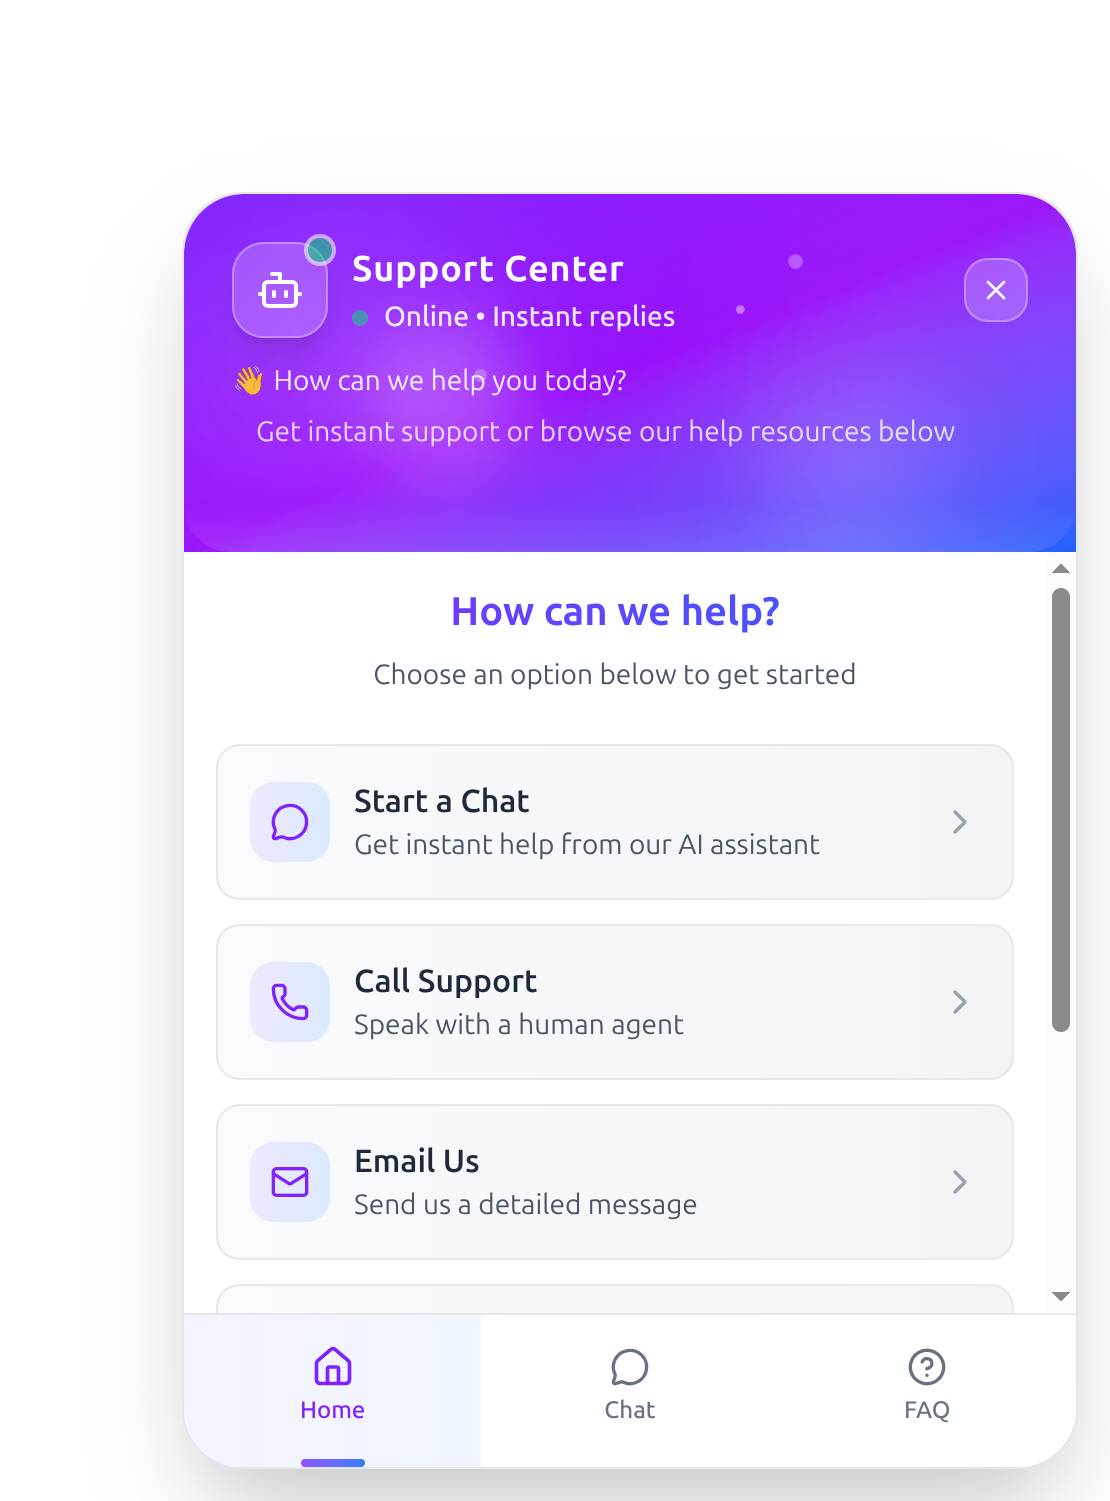 Support Center
Online • Instant replies
👋 How can we help you today?
Get instant support or browse our help resources below
How can we help?
Choose an option below to get started
Start a Chat
Get instant help from our AI assistant
Call Support
Speak with a human agent
Email Us
Send us a detailed message
Home
Chat
FAQ